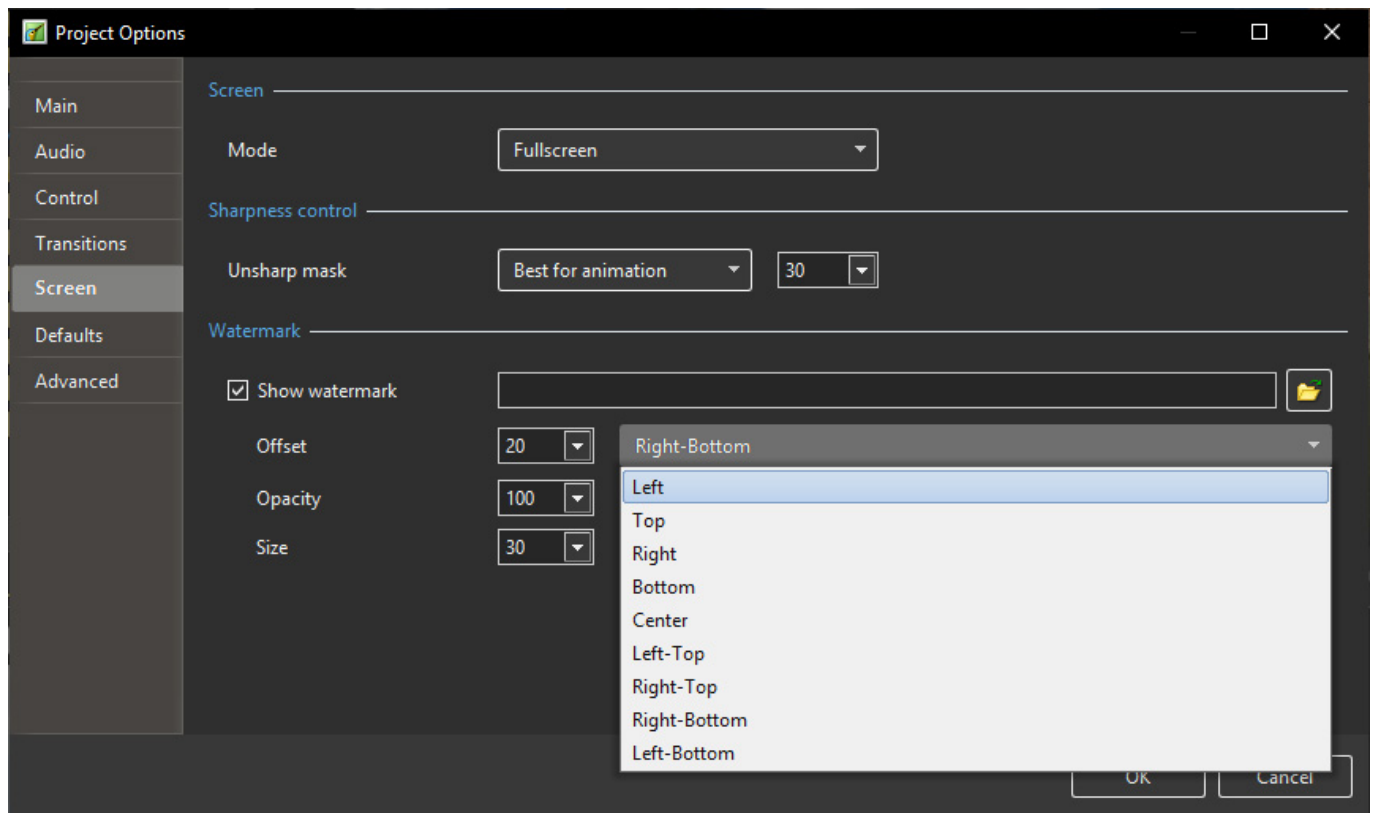 Project Options
Main
Audio
Control
Transitions
Screen
Defaults
Advanced
Screen
Mode Fullscreen
Sharpness control
Unsharp mask Best for animation 30
Watermark
Show watermark
Offset 20 Right-Bottom
Opacity 100
Size 30
Left
Top
Right
Bottom
Center
Left-Top
Right-Top
Right-Bottom
Left-Bottom
OK Cancel